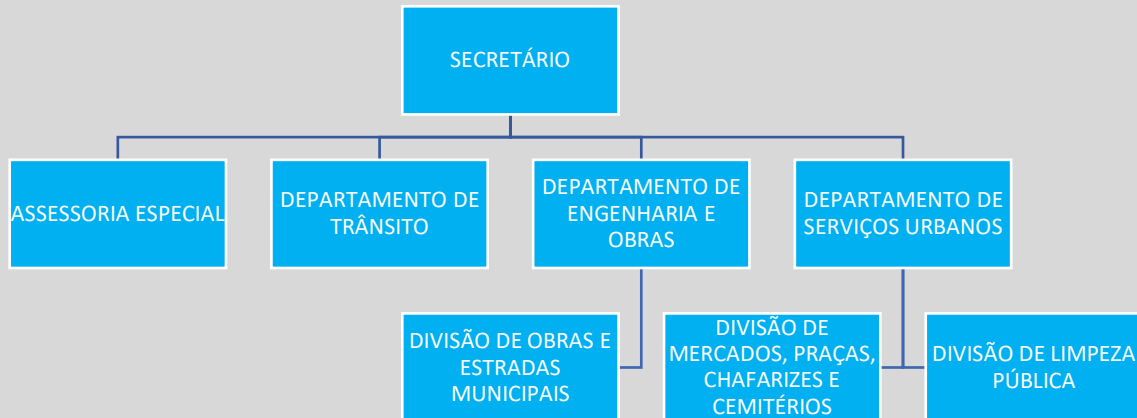 SECRETÁRIO
ASSESSORIA ESPECIAL
DEPARTAMENTO DE
TRÂNSITO
DEPARTAMENTO DE
ENGENHARIA E
OBRAS
DEPARTAMENTO DE
SERVIÇOS URBANOS
DIVISÃO DE OBRAS E
ESTRADAS
MUNICIPAIS
DIVISÃO DE
MERCADOS, PRAÇAS,
CHAFARIZES E
CEMITÉRIOS
DIVISÃO DE LIMPEZA
PÚBLICA